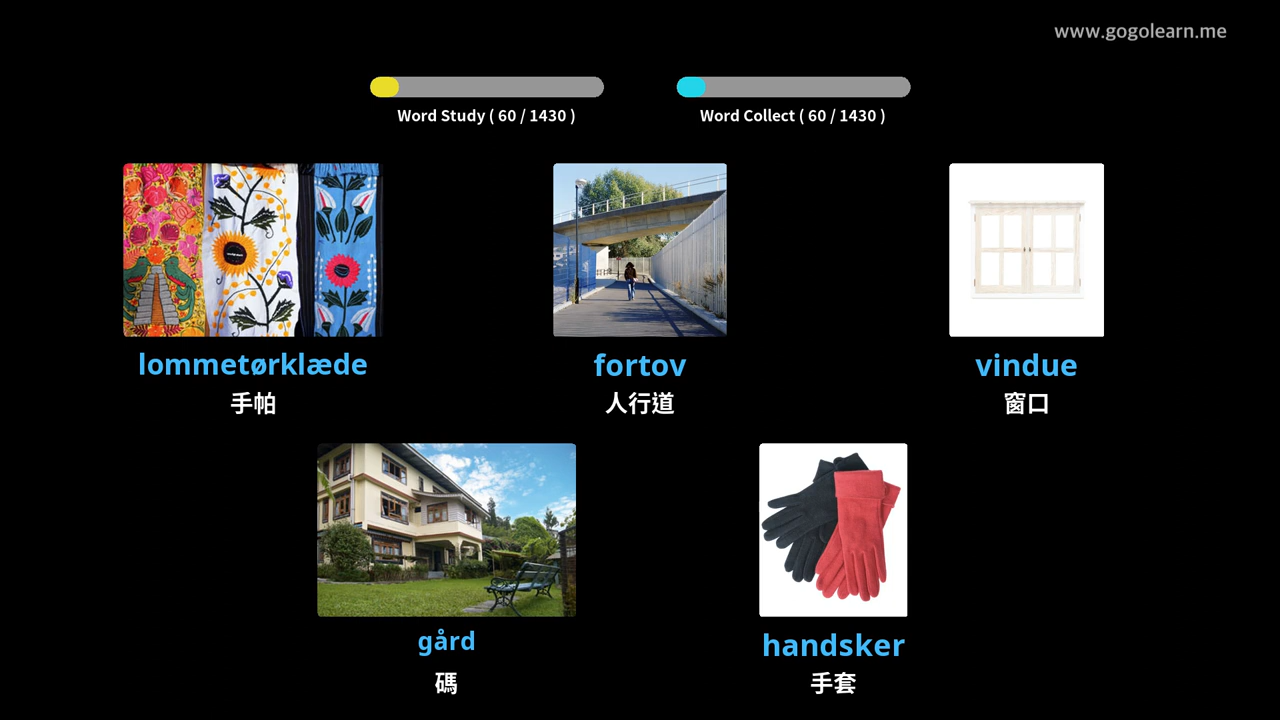 www.gogolearn.me
Word Study ( 60 / 1430 )
Word Collect ( 60 / 1430 )
lommetørklæde
手帕
fortov
人行道
vindue
窗口
gård
碼
handsker
手套